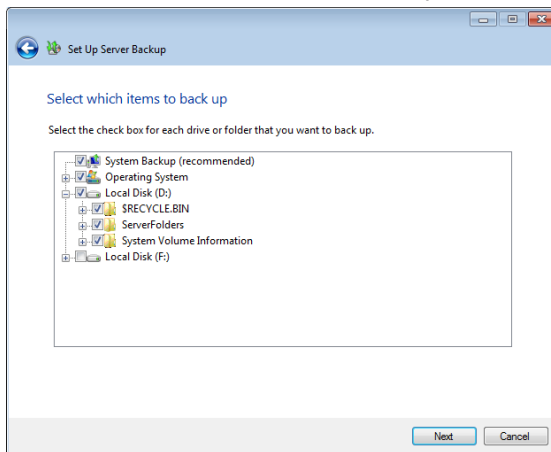 Set Up Server Backup
Select which items to back up
Select the check box for each drive or folder that you want to back up.
System Backup (recommended)
Operating System
Local Disk (D:)
$RECYCLE.BIN
ServerFolders
System Volume Information
Local Disk (F:)
Next Cancel